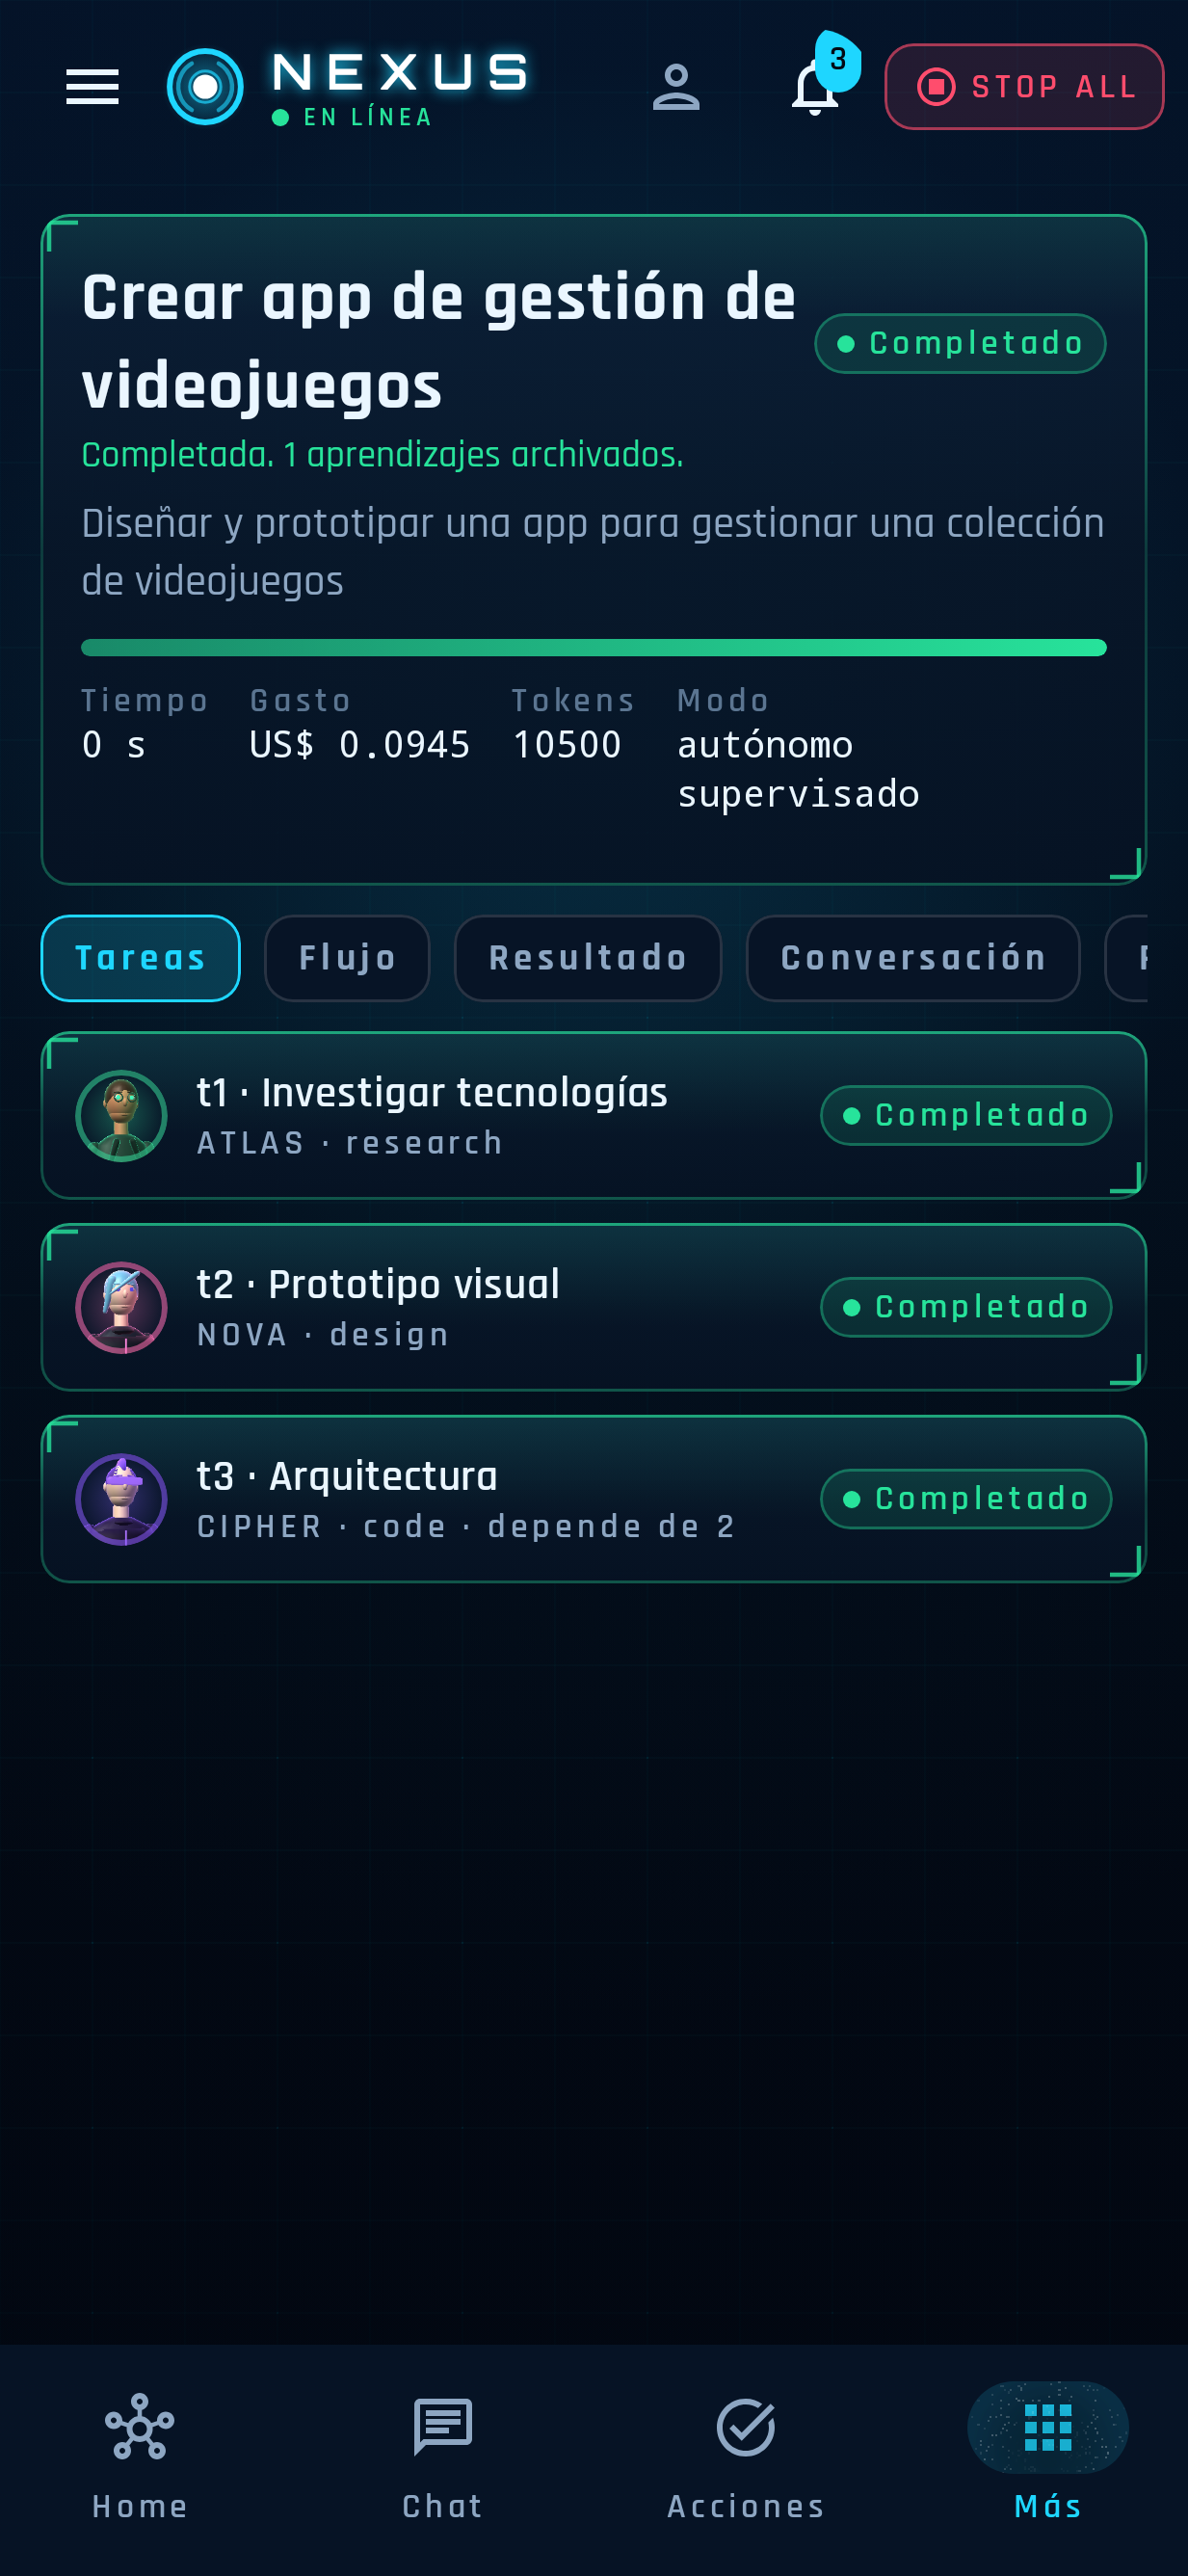 NEXUS
EN LÍNEA
3
STOP ALL
Crear app de gestión de
videojuegos
Completado
Completada. 1 aprendizajes archivados.
Diseñar y prototipar una app para gestionar una colección
de videojuegos
Tiempo Gasto Tokens Modo
0 s US$ 0.0945 10500 autónomo
supervisado
Tareas Flujo Resultado Conversación
t1 · Investigar tecnologías
ATLAS · research
Completado
t2 · Prototipo visual
NOVA · design
Completado
t3 · Arquitectura
CIPHER · code · depende de 2
Completado
Home Chat Acciones Más